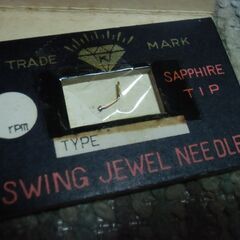 TRADE MARK
SAPPHIRE
TIP
rpm
TYPE
SWING JEWEL NEEDLE